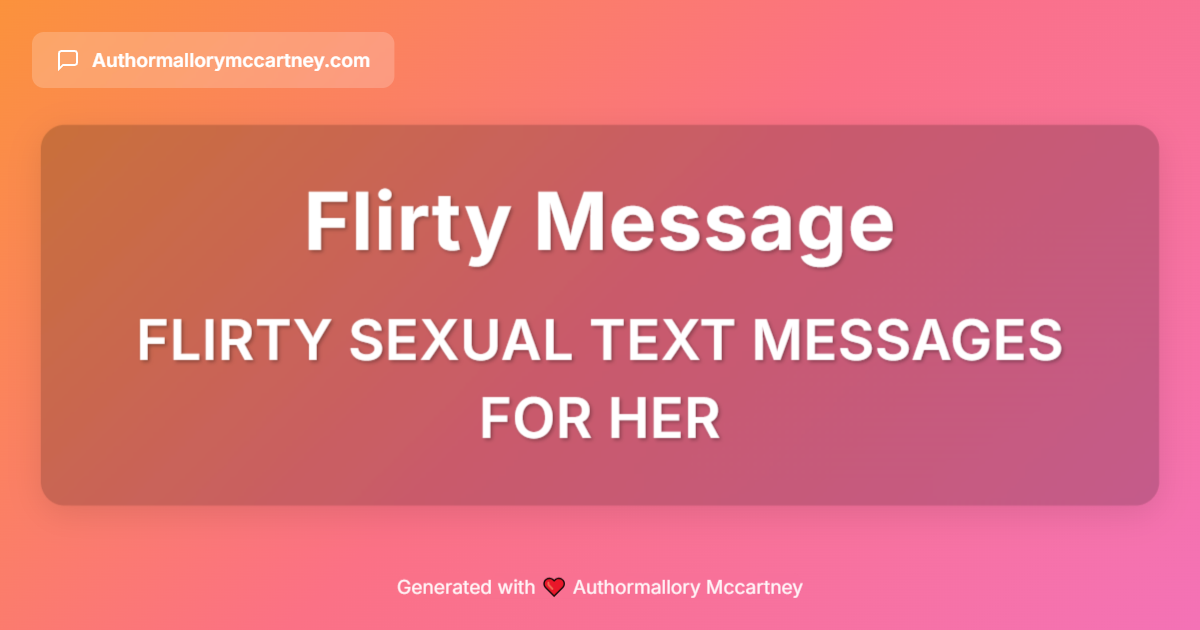 Authormallorymccartney.com
Flirty Message
FLIRTY SEXUAL TEXT MESSAGES
FOR HER
Generated with ❤️ Authormallory Mccartney